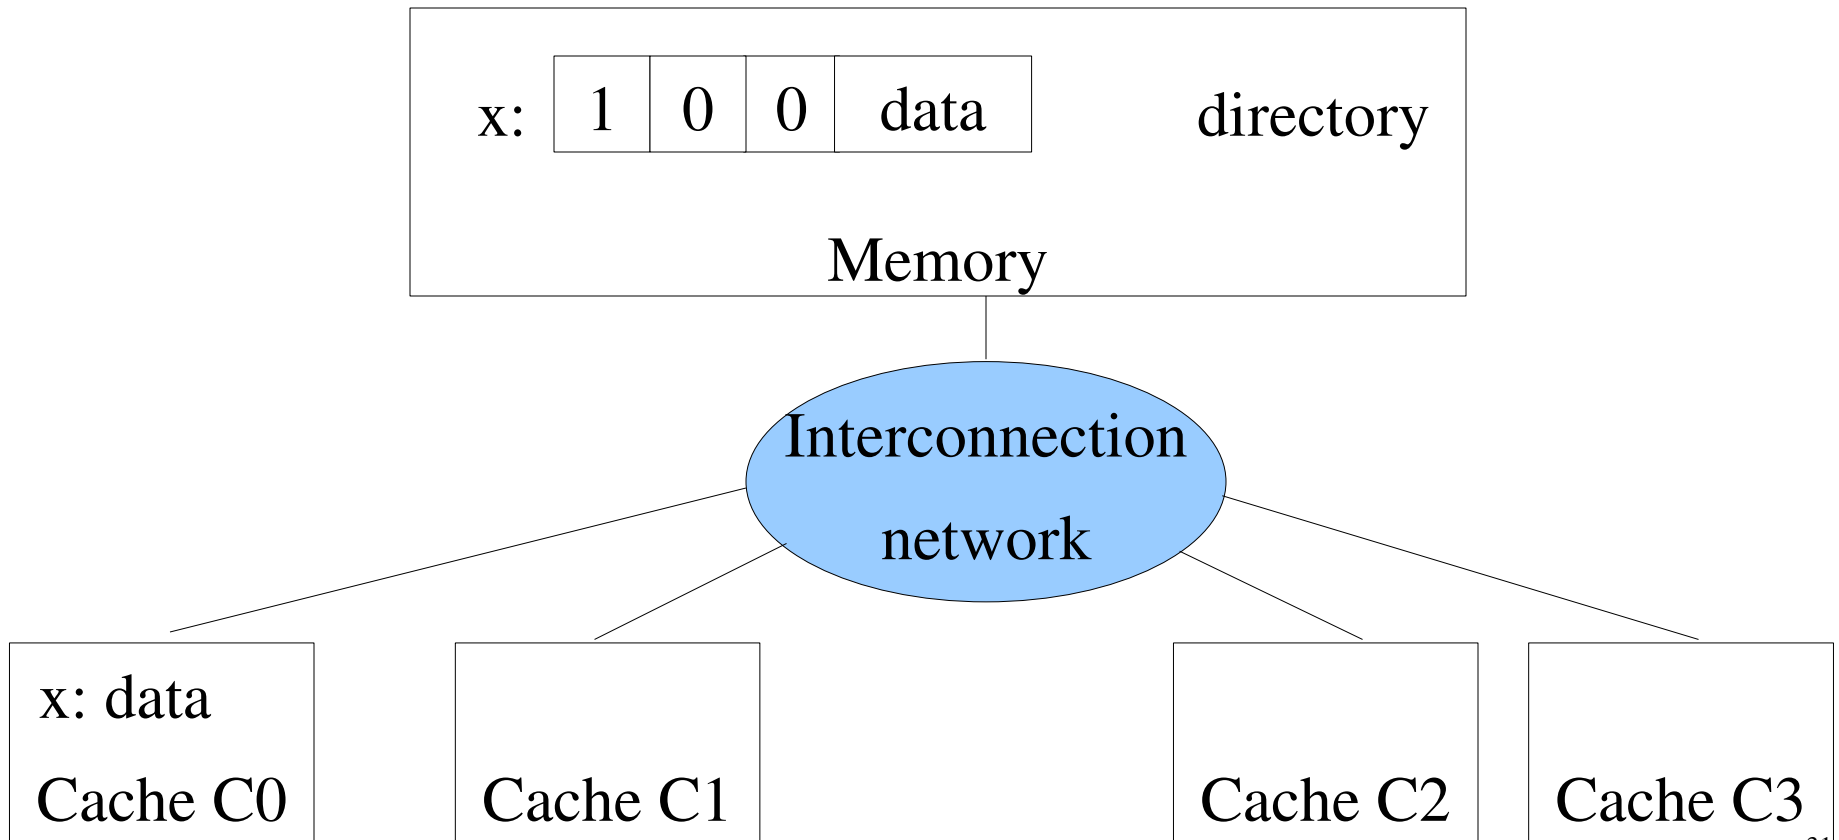 x: 1 0 0 data directory
Memory
Interconnection
network
x: data
Cache C0 Cache C1 Cache C2 Cache C3